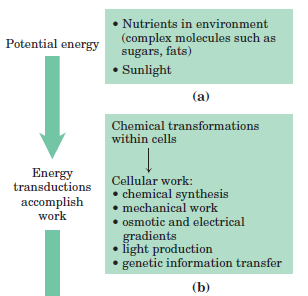 Potential energy
• Nutrients in environment
(complex molecules such as
sugars, fats)
• Sunlight
(a)
Energy
transductions
accomplish
work
Chemical transformations
within cells
Cellular work:
• chemical synthesis
• mechanical work
• osmotic and electrical
gradients
• light production
• genetic information transfer
(b)